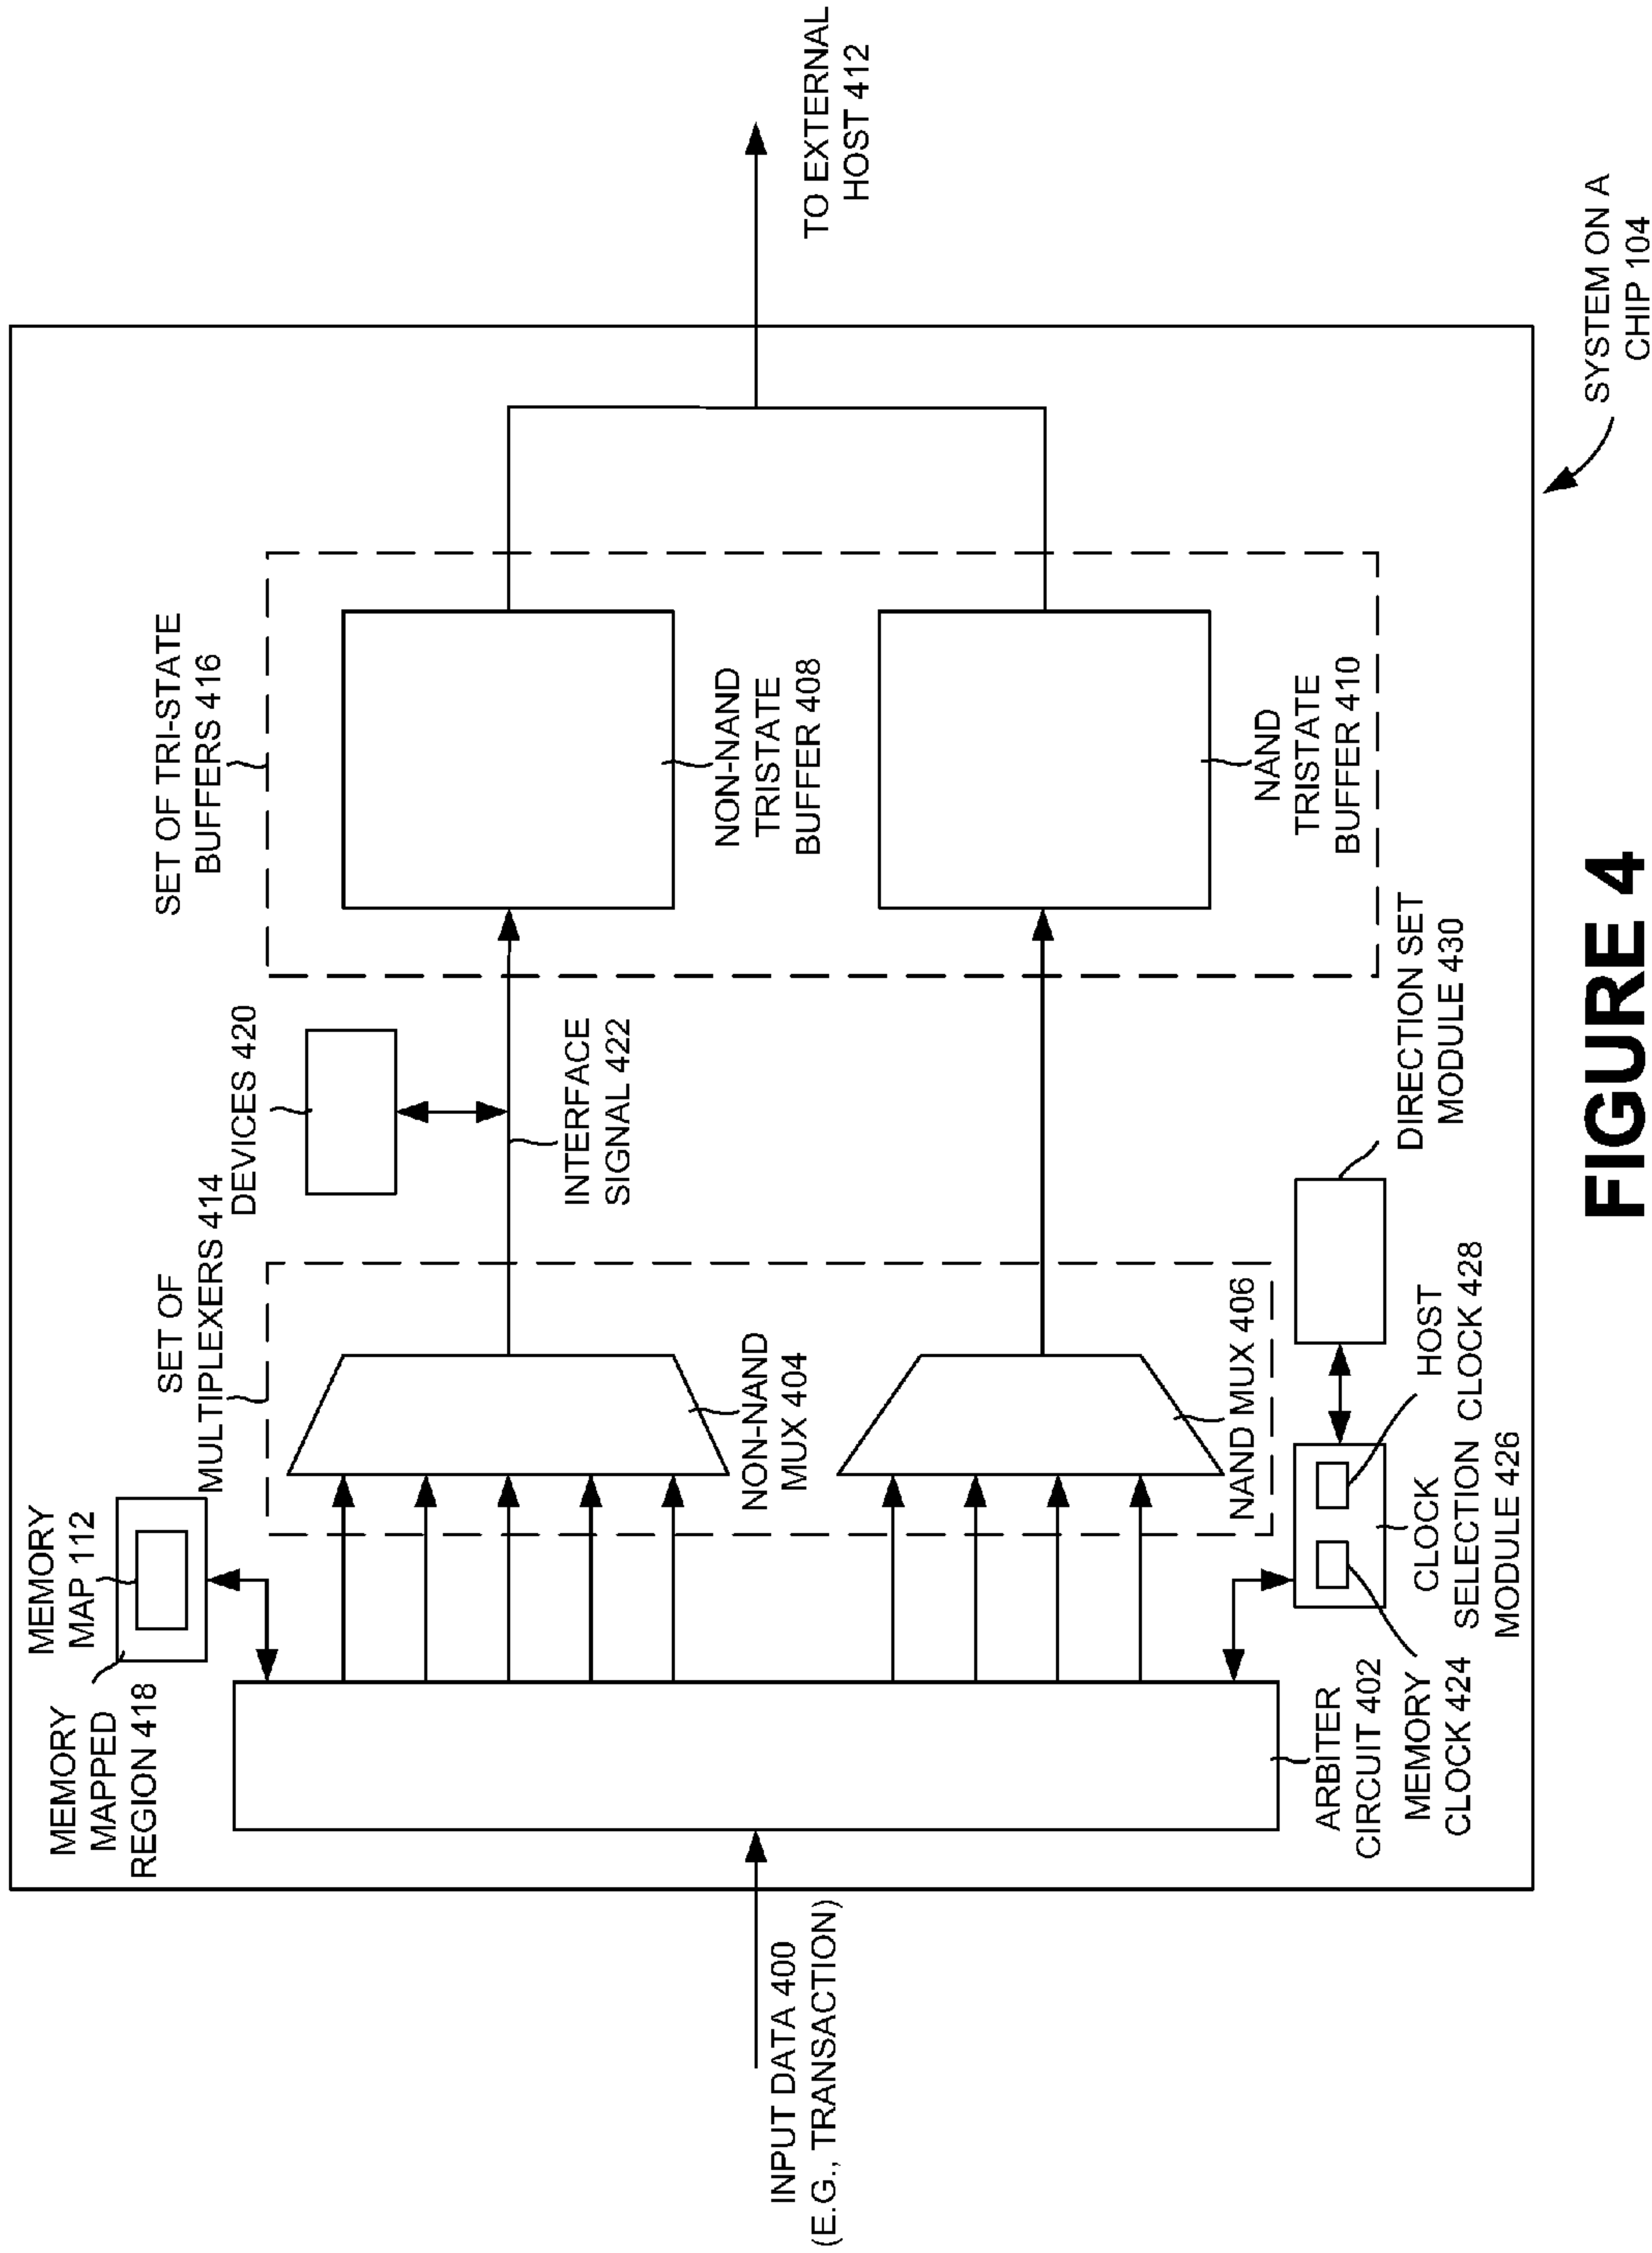 MEMORY
MAP 112
MEMORY
MAPPED
REGION 418
SET OF
MULTIPLEXERS 414
DEVICES 420
SET OF TRI-STATE
BUFFERS 416
INPUT DATA 400
(E.G., TRANSACTION)
NON-NAND
MUX 404
INTERFACE
SIGNAL 422
NON-NAND
TRISTATE
BUFFER 408
TO EXTERNAL
HOST 412
NAND MUX 406
NAND
TRISTATE
BUFFER 410
ARBITER
CIRCUIT 402
MEMORY
CLOCK 424
CLOCK
SELECTION
MODULE 426
HOST
CLOCK 428
DIRECTION SET
MODULE 430
SYSTEM ON A
CHIP 104
FIGURE 4